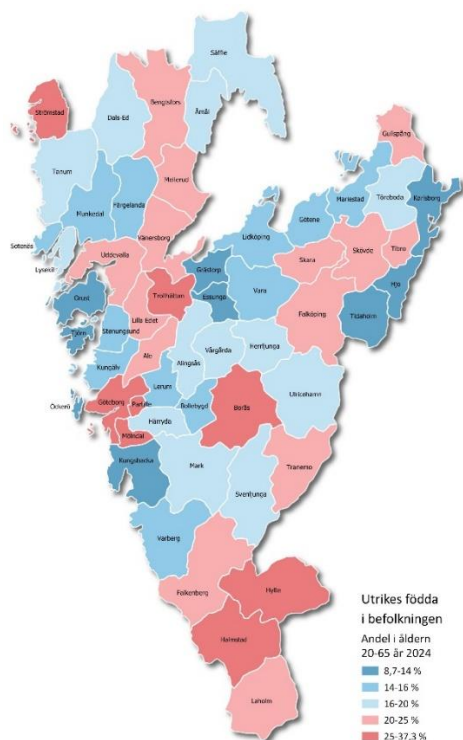 Säffle
Bengtsfors
Dals-Ed
Åmål
Strömstad
Gullspång
Tanum
Mellerud
Mariestad
Töreboda
Karlsborg
Munkedal
Färgelanda
Götene
Lidköping
Sotenäs
Vänersborg
Lysekil
Uddevalla
Grästorp
Skara
Skövde
Tibro
Hjo
Orust
Trollhättan
Essunga
Vara
Falköping
Tidaholm
Tjörn
Lilla Edet
Stenungsund
Ale
Vårgårda
Herrljunga
Alingsås
Kungälv
Lerum
Ulricehamn
Öckerö
Göteborg
Partille
Bollebygd
Borås
Härryda
Mölndal
Kungsbacka
Mark
Tranemo
Svenljunga
Varberg
Falkenberg
Hylte
Halmstad
Laholm
Utrikes födda
i befolkningen
Andel i åldern
20-65 år 2024
8,7-14 %
14-16 %
16-20 %
20-25 %
25-37,3 %